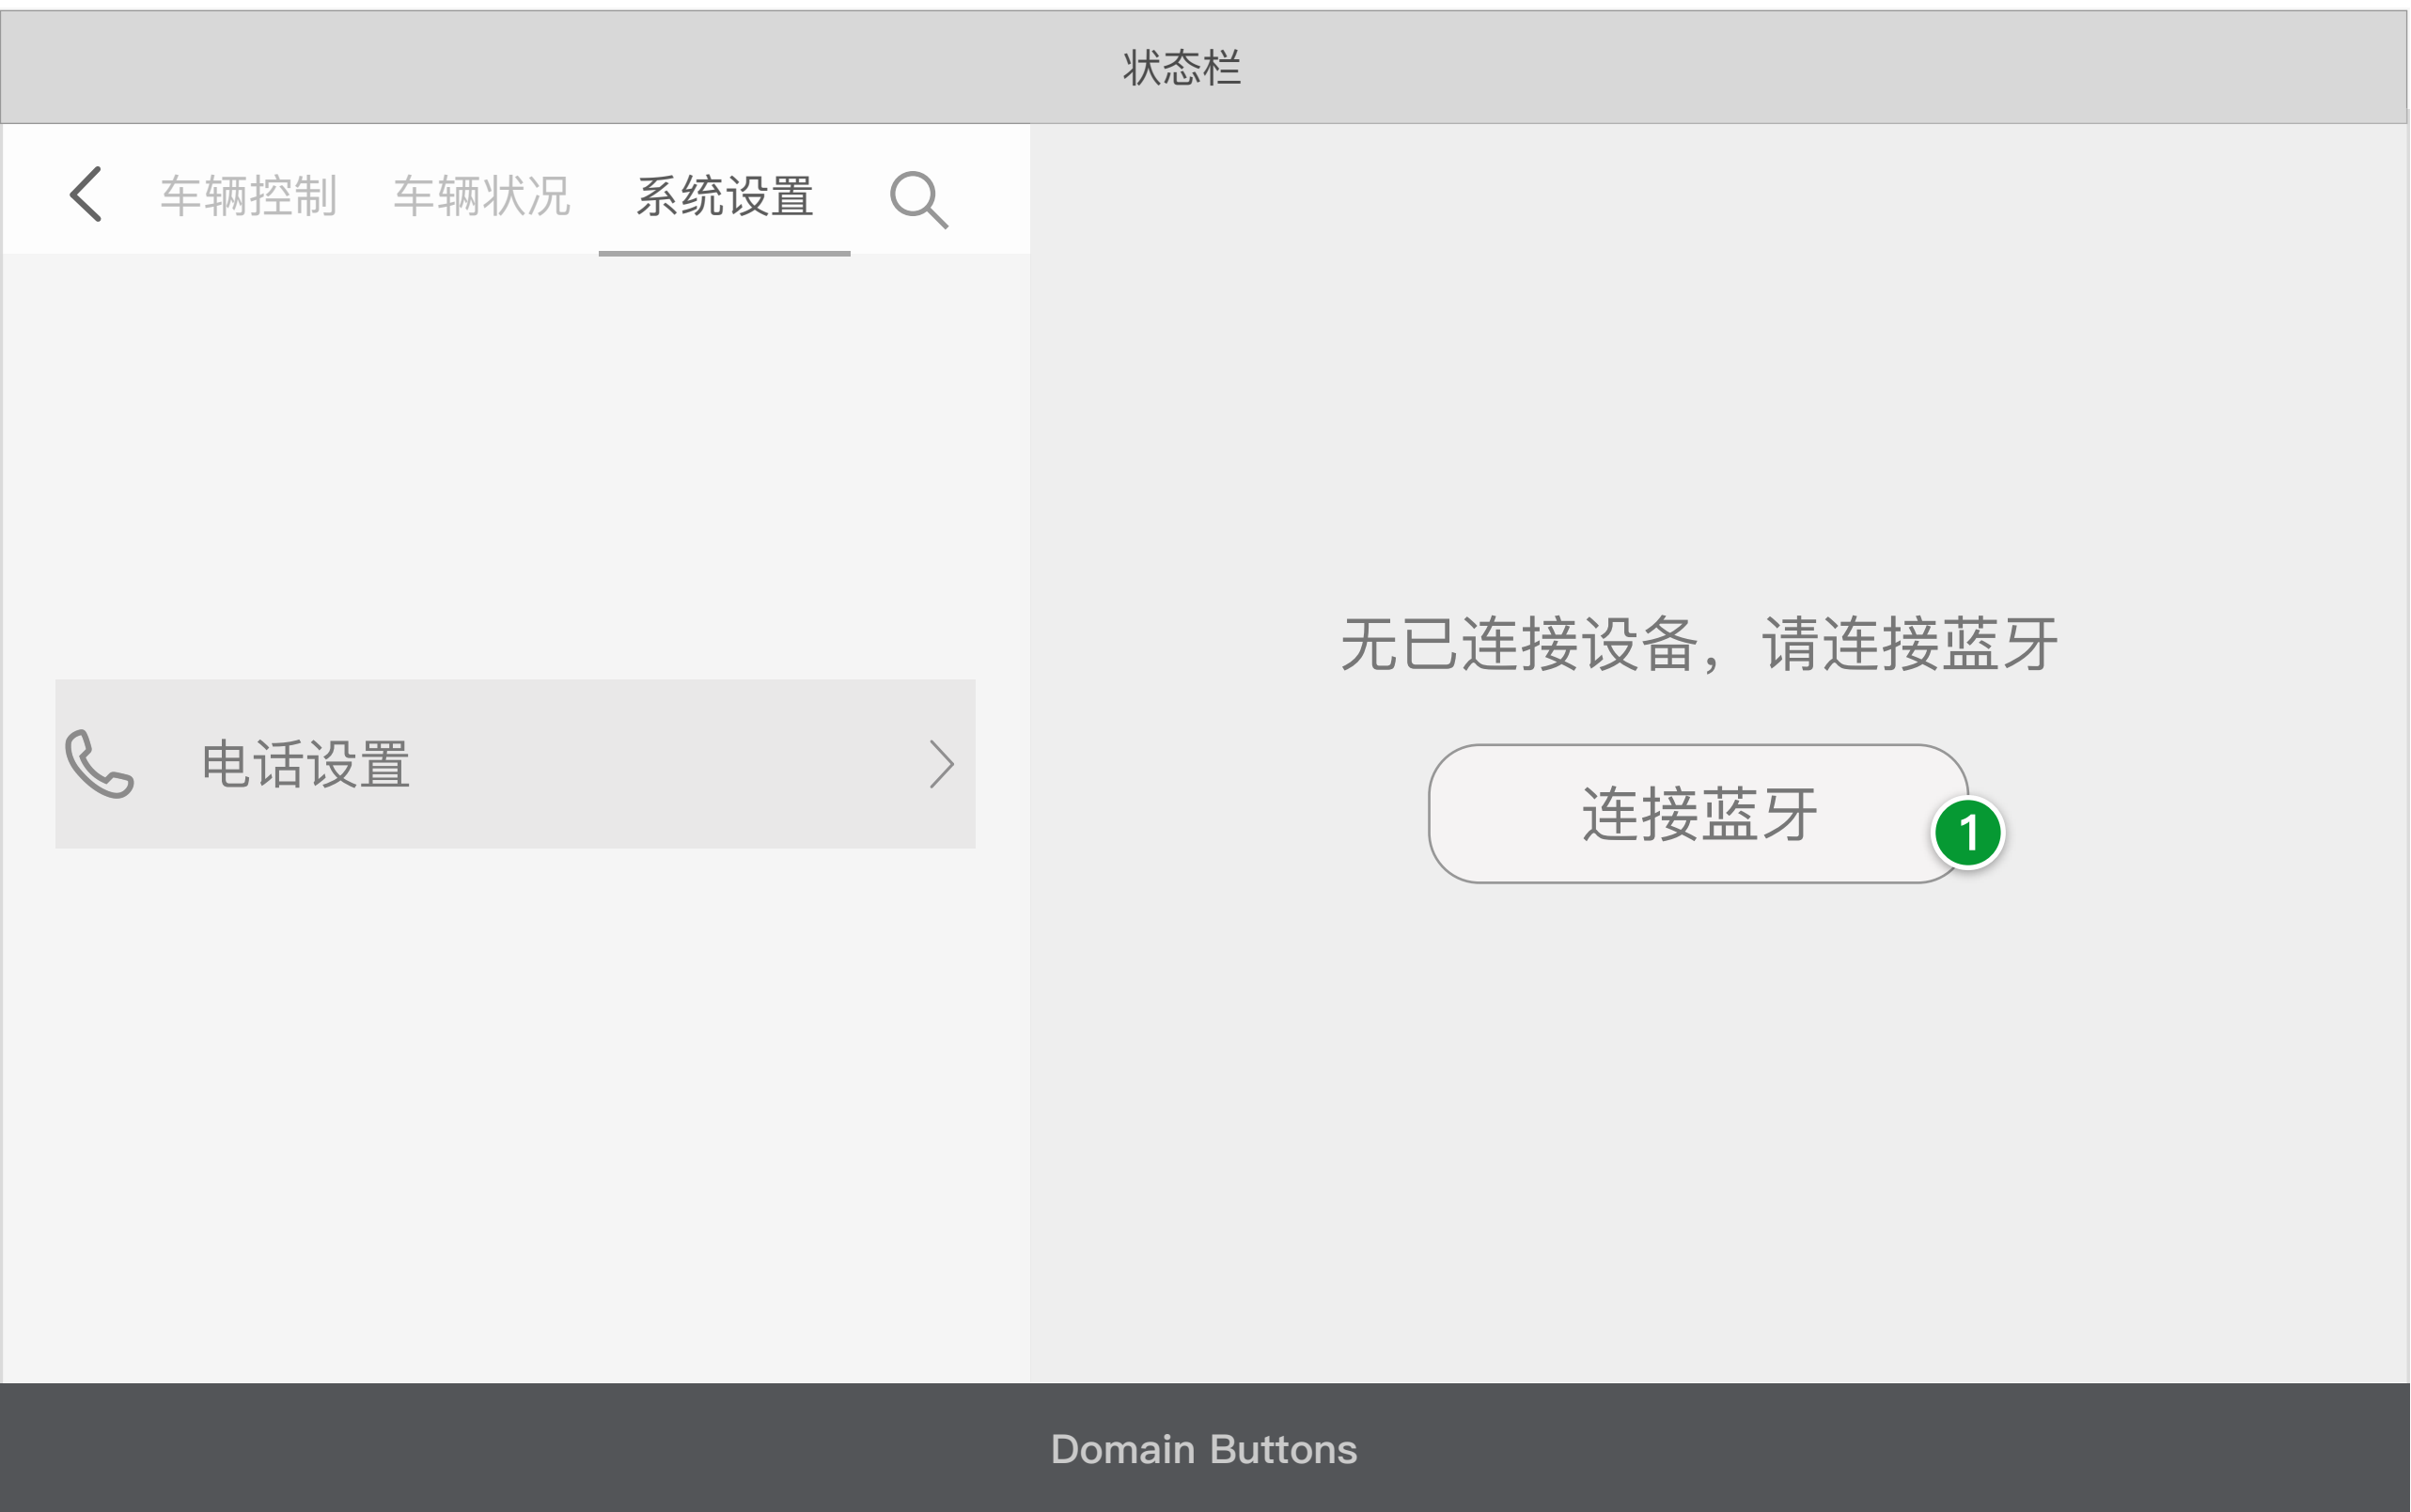 状态栏
车辆控制 车辆状况 系统设置
无已连接设备，请连接蓝牙
电话设置
连接蓝牙
1
Domain Buttons